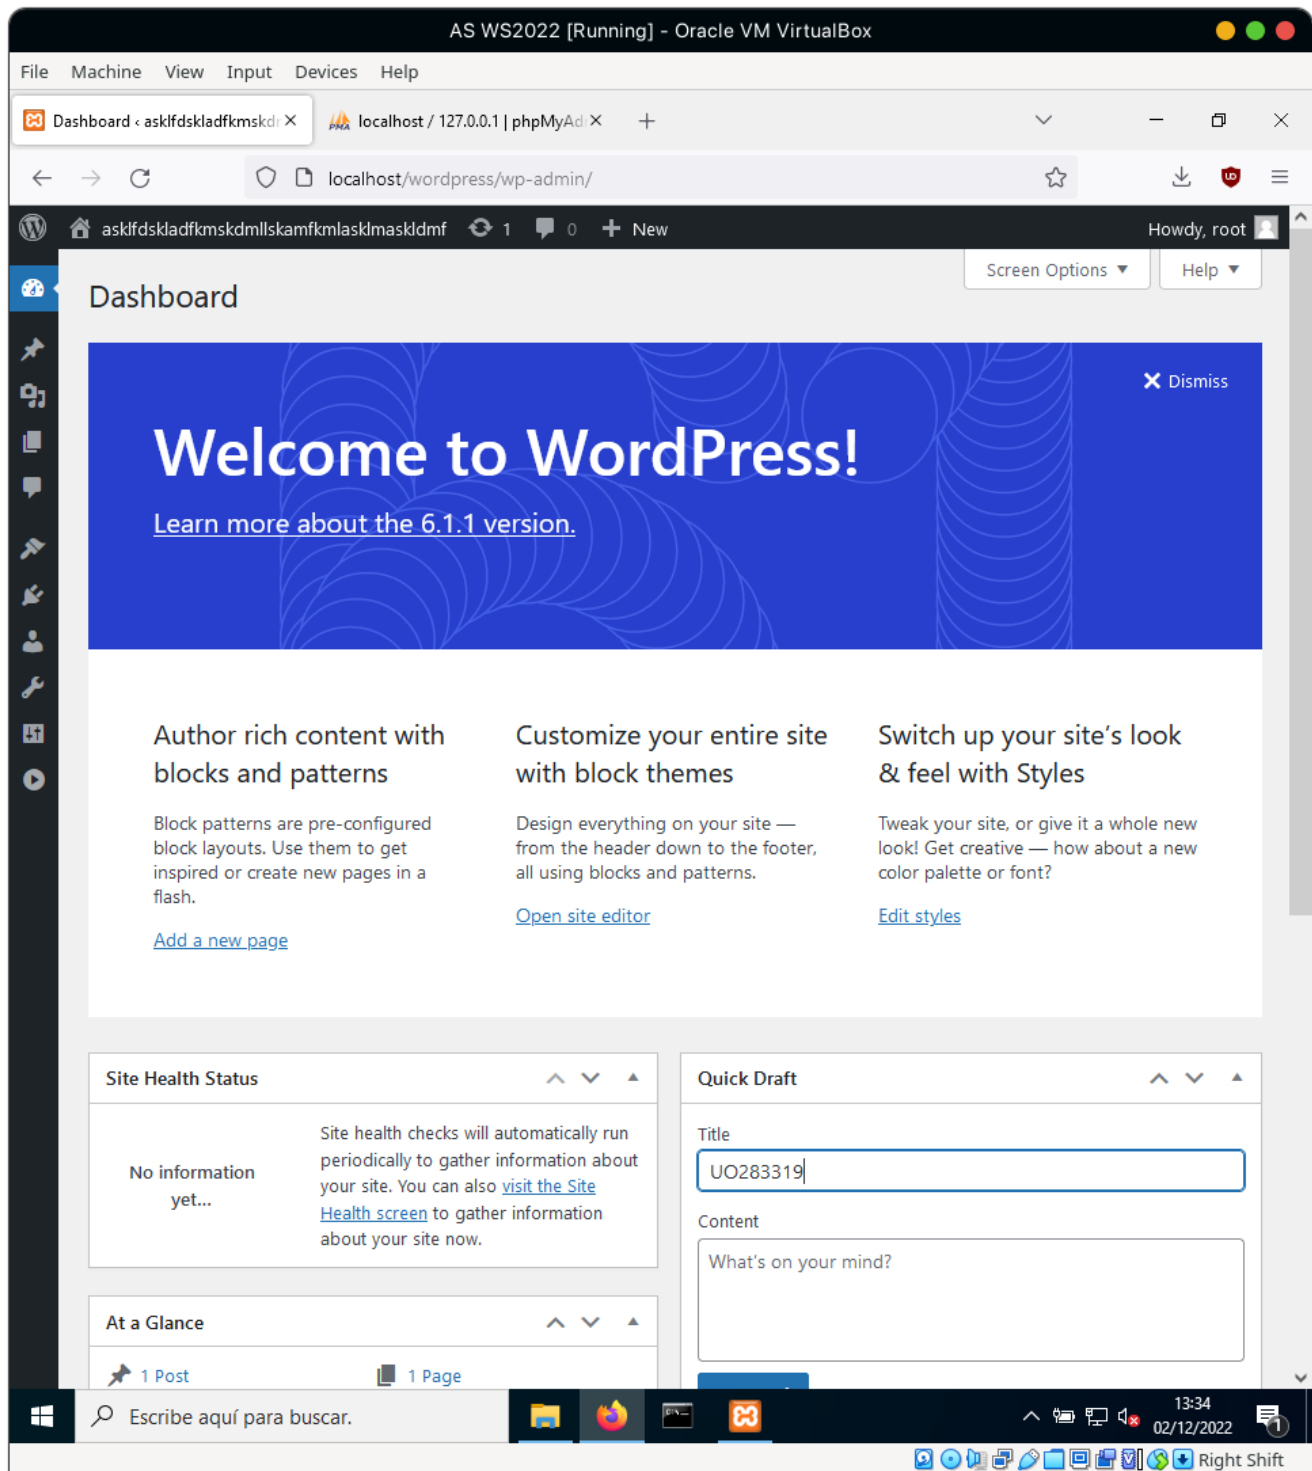 AS WS2022 [Running] - Oracle VM VirtualBox
File Machine View Input Devices Help
Dashboard ‹ asklfdskladfkmskd
localhost / 127.0.0.1 | phpMyAd
localhost/wordpress/wp-admin/
asklfdskladfkmskdmllskamfkmlasklmaskldmf 1 0 New
Howdy, root
Screen Options
Help
Dashboard
Dismiss
Welcome to WordPress!
Learn more about the 6.1.1 version.
Author rich content with
blocks and patterns
Block patterns are pre-configured
block layouts. Use them to get
inspired or create new pages in a
flash.
Add a new page
Customize your entire site
with block themes
Design everything on your site —
from the header down to the footer,
all using blocks and patterns.
Open site editor
Switch up your site's look
& feel with Styles
Tweak your site, or give it a whole new
look! Get creative — how about a new
color palette or font?
Edit styles
Site Health Status
No information
yet...
Site health checks will automatically run
periodically to gather information about
your site. You can also visit the Site
Health screen to gather information
about your site now.
At a Glance
1 Post
1 Page
Quick Draft
Title
UO283319
Content
What's on your mind?
Escribe aquí para buscar.
13:34
02/12/2022
1
Right Shift